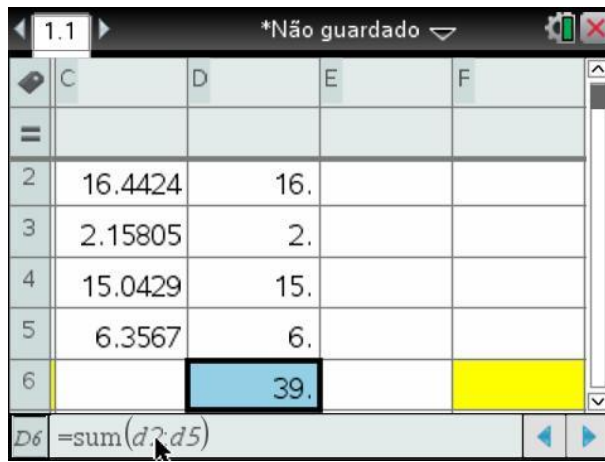 1.1 *Não guardado
C D E F
=
2 16.4424 16.
3 2.15805 2.
4 15.0429 15.
5 6.3567 6.
6 39.
D6 =sum(d2:d5)